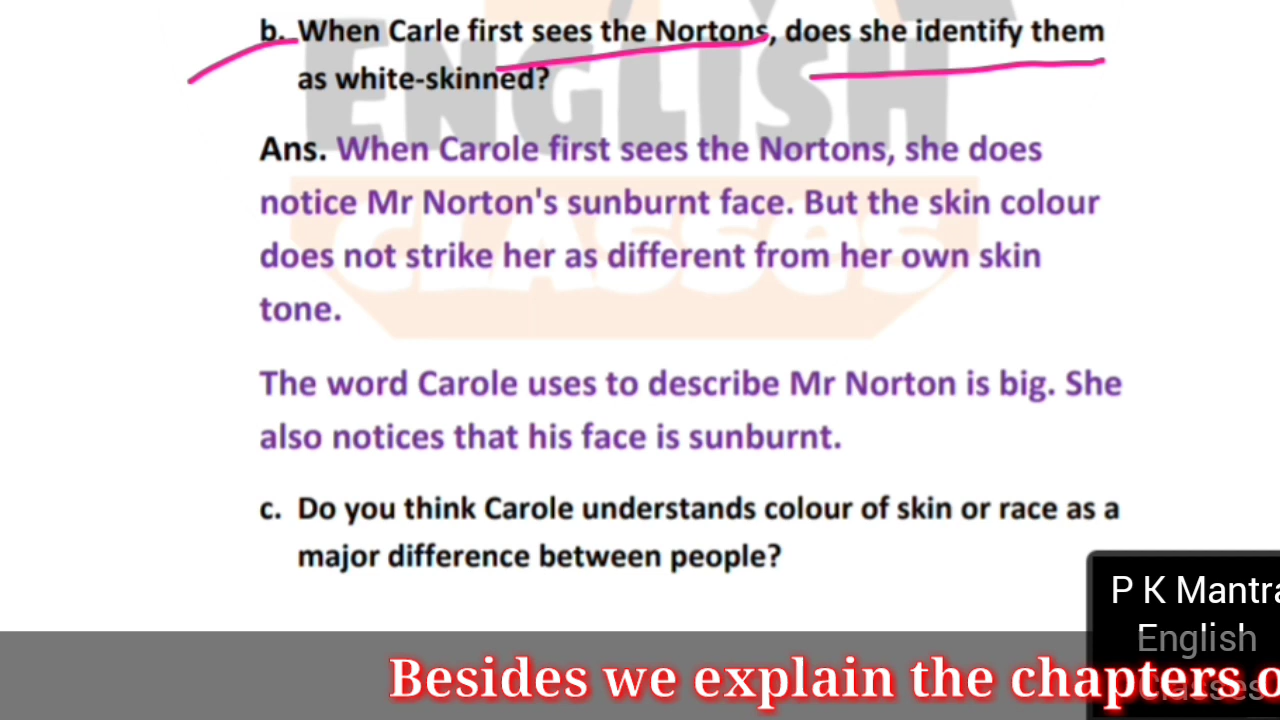 b. When Carle first sees the Nortons, does she identify them
as white-skinned?
Ans. When Carole first sees the Nortons, she does
notice Mr Norton's sunburnt face. But the skin colour
does not strike her as different from her own skin
tone.
The word Carole uses to describe Mr Norton is big. She
also notices that his face is sunburnt.
c. Do you think Carole understands colour of skin or race as a
major difference between people?
ENGLISH
CLASSES
P K Mantra
English
Classes
Besides we explain the chapters o